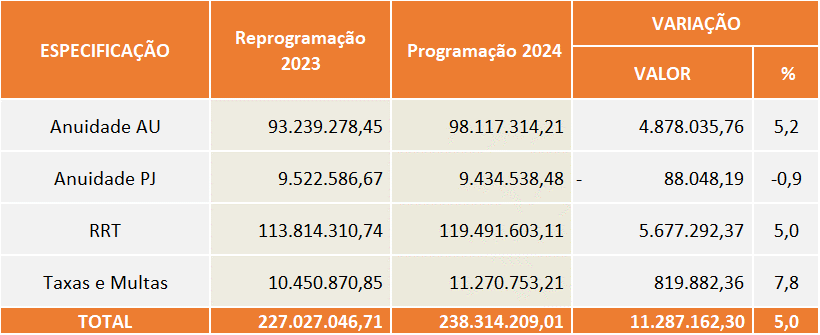 ESPECIFICAÇÃO Reprogramação 2023 Programação 2024 VARIAÇÃO
VALOR %
Anuidade AU 93.239.278,45 98.117.314,21 4.878.035,76 5,2
Anuidade PJ 9.522.586,67 9.434.538,48 - 88.048,19 -0,9
RRT 113.814.310,74 119.491.603,11 5.677.292,37 5,0
Taxas e Multas 10.450.870,85 11.270.753,21 819.882,36 7,8
TOTAL 227.027.046,71 238.314.209,01 11.287.162,30 5,0